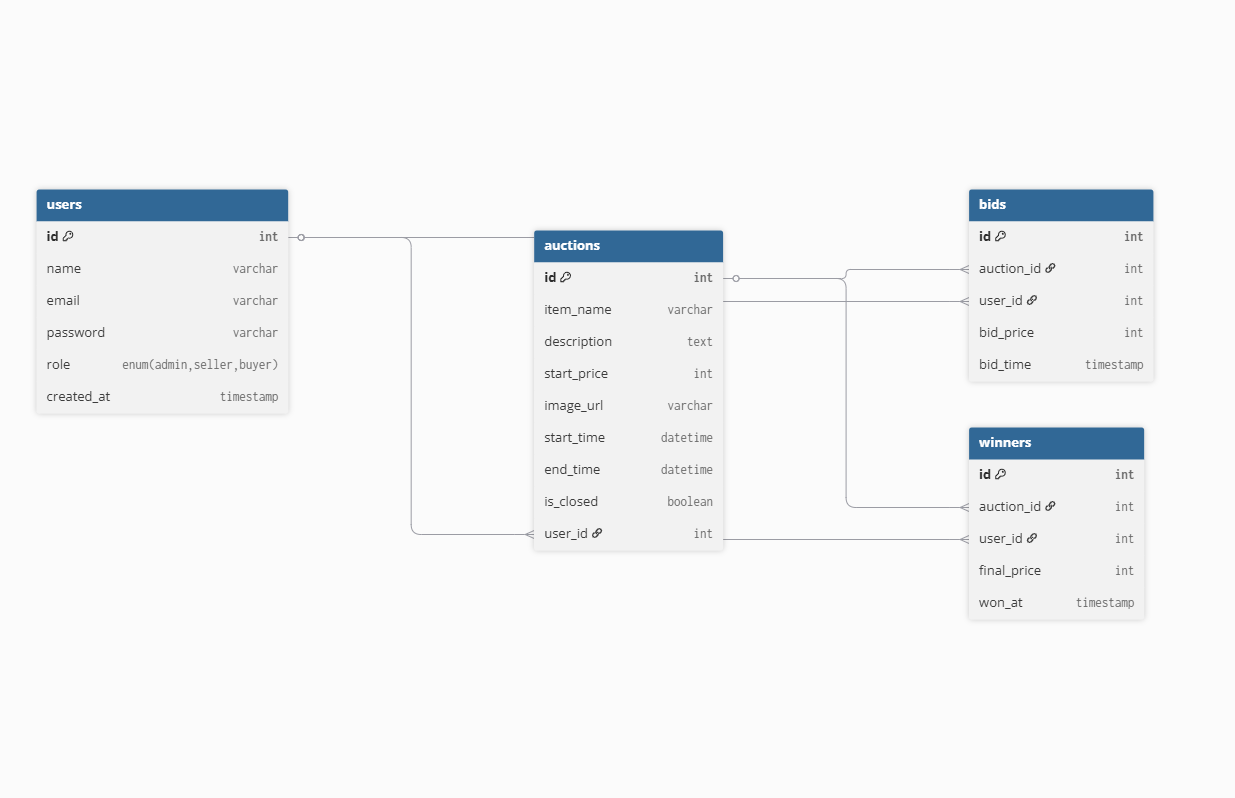 users
id int
name varchar
email varchar
password varchar
role enum(admin,seller,buyer)
created_at timestamp
auctions
id int
item_name varchar
description text
start_price int
image_url varchar
start_time datetime
end_time datetime
is_closed boolean
user_id int
bids
id int
auction_id int
user_id int
bid_price int
bid_time timestamp
winners
id int
auction_id int
user_id int
final_price int
won_at timestamp